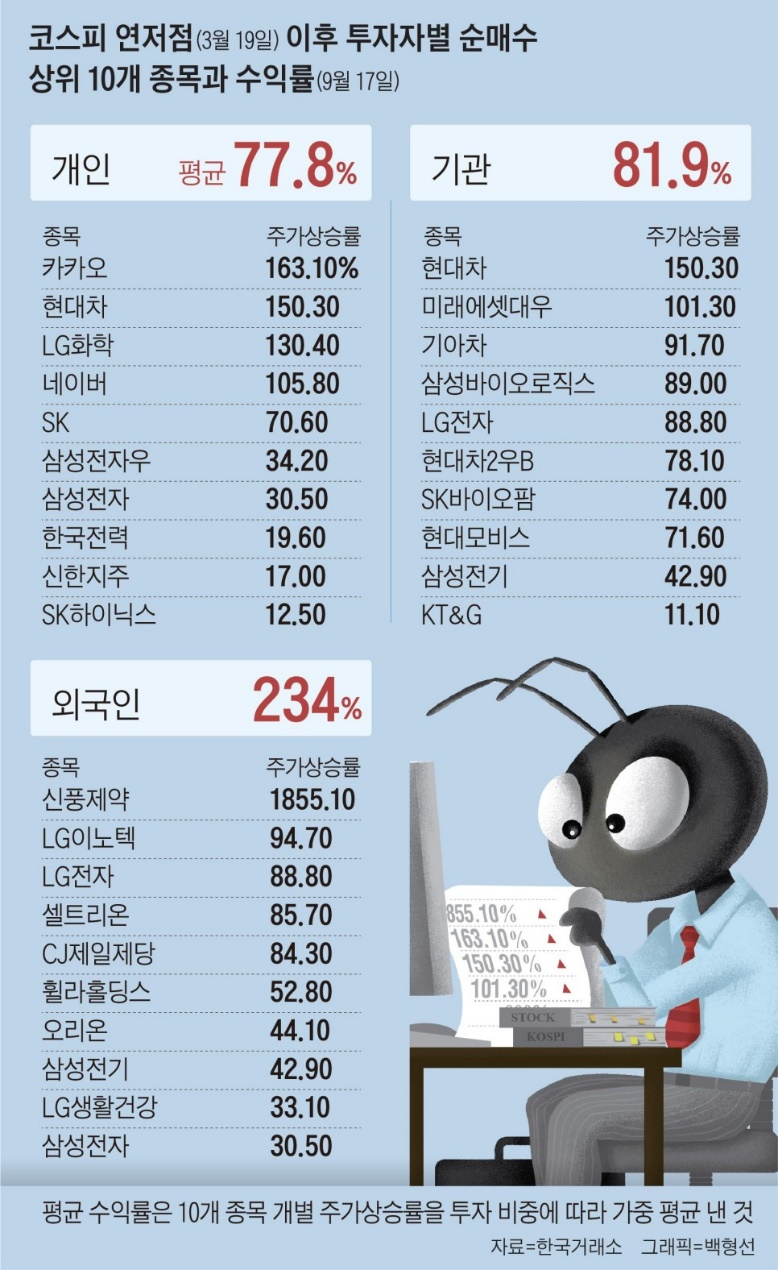 코스피 연저점(3월 19일) 이후 투자자별 순매수
상위 10개 종목과 수익률(9월 17일)
개인 평균 77.8%
종목 주가상승률
카카오 163.10%
현대차 150.30
LG화학 130.40
네이버 105.80
SK 70.60
삼성전자우 34.20
삼성전자 30.50
한국전력 19.60
신한지주 17.00
SK하이닉스 12.50
기관 81.9%
종목 주가상승률
현대차 150.30
미래에셋대우 101.30
기아차 91.70
삼성바이오로직스 89.00
LG전자 88.80
현대차2우B 78.10
SK바이오팜 74.00
현대모비스 71.60
삼성전기 42.90
KT&G 11.10
외국인 234%
종목 주가상승률
신풍제약 1855.10
LG이노텍 94.70
LG전자 88.80
셀트리온 85.70
CJ제일제당 84.30
휠라홀딩스 52.80
오리온 44.10
삼성전기 42.90
LG생활건강 33.10
삼성전자 30.50
855.10% ▲
163.10% ▲
150.30% ▲
101.30% ▲
STOCK
KOSPI
평균 수익률은 10개 종목 개별 주가상승률을 투자 비중에 따라 가중 평균 낸 것
자료=한국거래소 그래픽=백형선